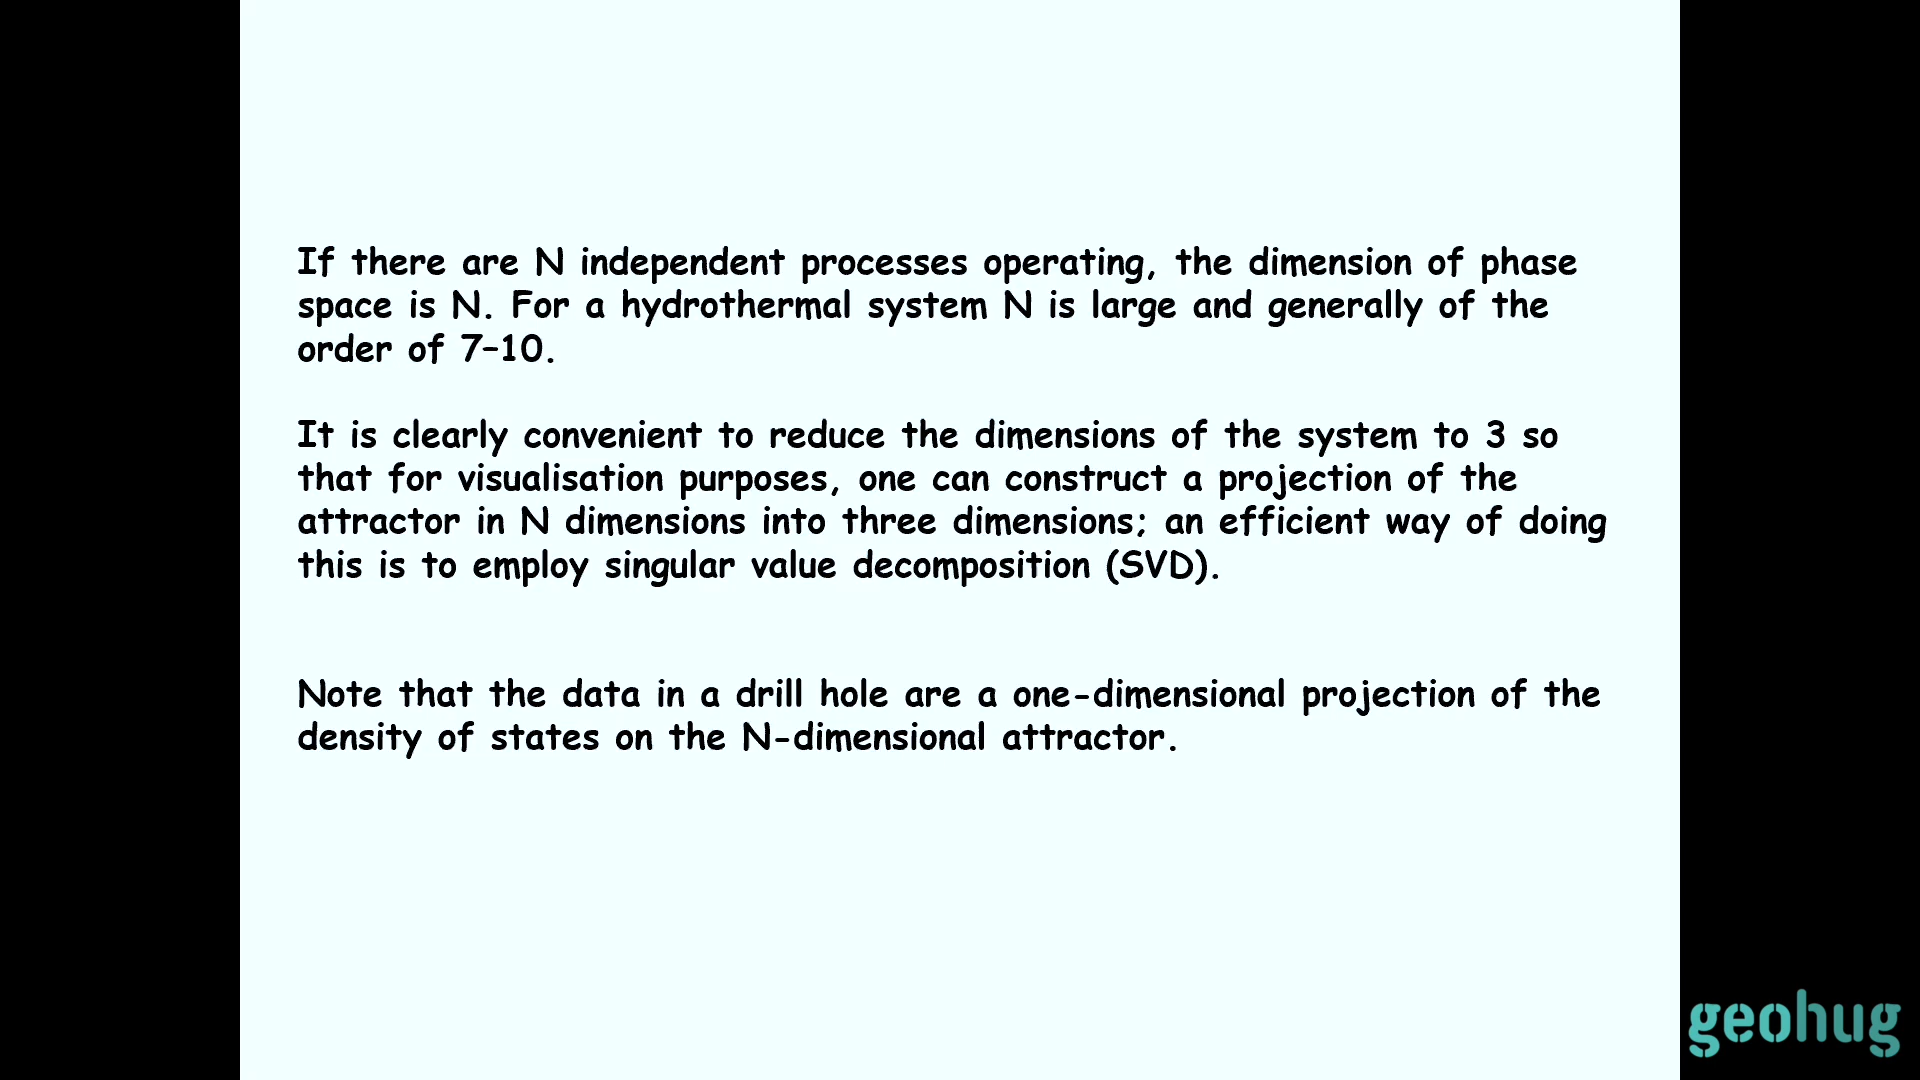 If there are N independent processes operating, the dimension of phase
space is N. For a hydrothermal system N is large and generally of the
order of 7–10.
It is clearly convenient to reduce the dimensions of the system to 3 so
that for visualisation purposes, one can construct a projection of the
attractor in N dimensions into three dimensions; an efficient way of doing
this is to employ singular value decomposition (SVD).
Note that the data in a drill hole are a one-dimensional projection of the
density of states on the N-dimensional attractor.
geohug